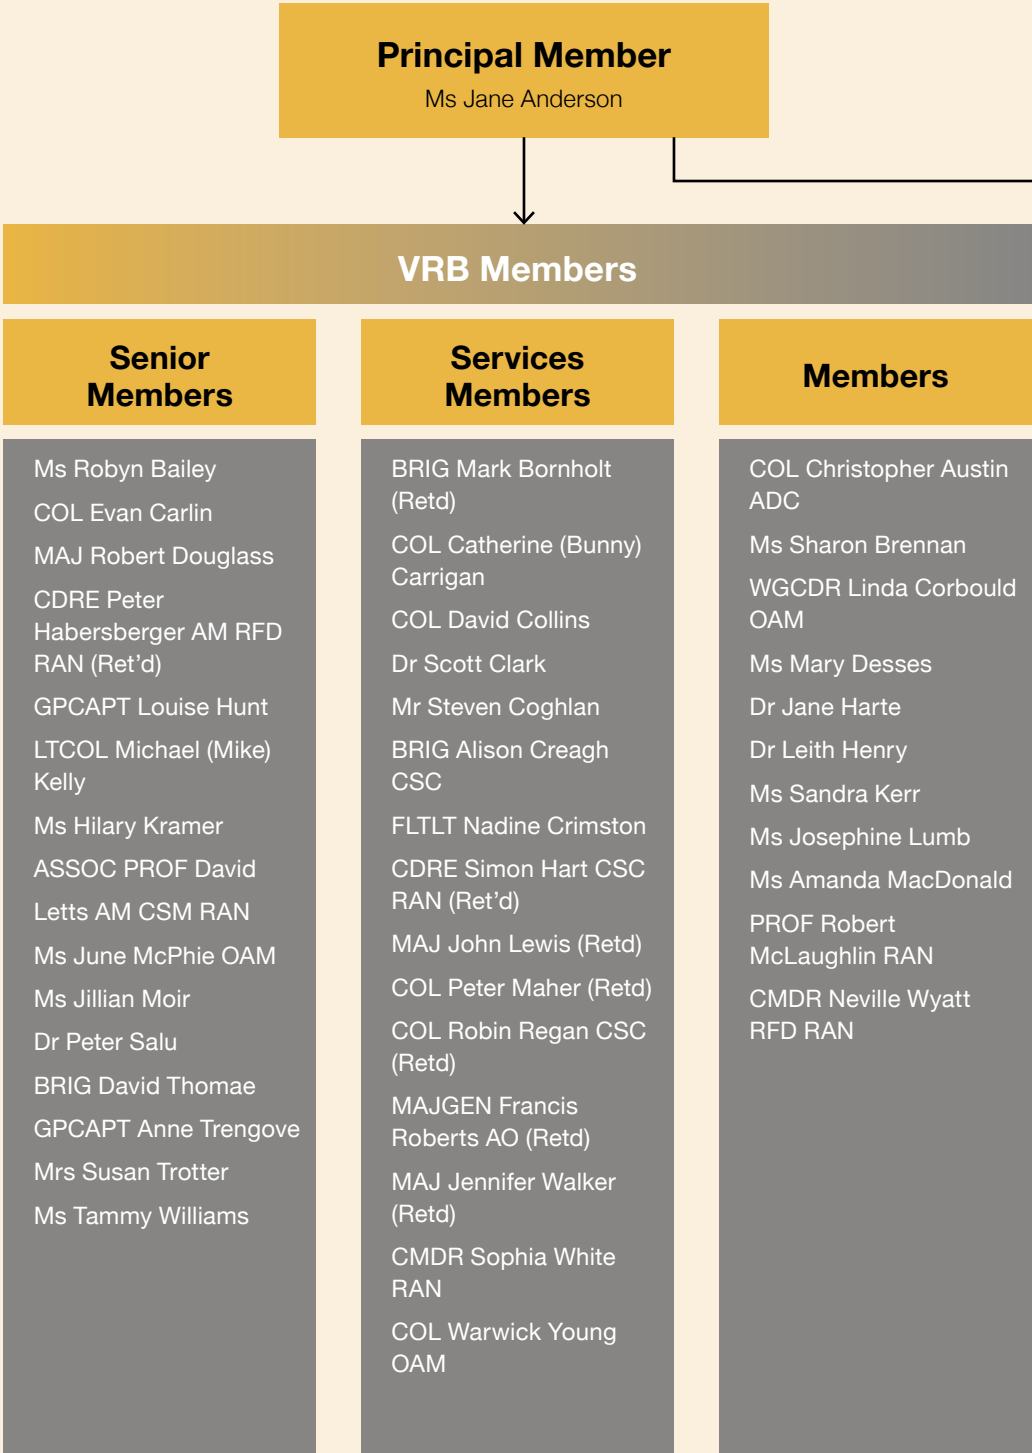 Principal Member
Ms Jane Anderson
VRB Members
Senior
Members
Ms Robyn Bailey
COL Evan Carlin
MAJ Robert Douglass
CDRE Peter
Habersberger AM RFD
RAN (Ret’d)
GPCAPT Louise Hunt
LTCOL Michael (Mike)
Kelly
Ms Hilary Kramer
ASSOC PROF David
Letts AM CSM RAN
Ms June McPhie OAM
Ms Jillian Moir
Dr Peter Salu
BRIG David Thomae
GPCAPT Anne Trengove
Mrs Susan Trotter
Ms Tammy Williams
Services
Members
BRIG Mark Bornholt
(Retd)
COL Catherine (Bunny)
Carrigan
COL David Collins
Dr Scott Clark
Mr Steven Coghlan
BRIG Alison Creagh
CSC
FLTLT Nadine Crimston
CDRE Simon Hart CSC
RAN (Ret’d)
MAJ John Lewis (Retd)
COL Peter Maher (Retd)
COL Robin Regan CSC
(Retd)
MAJGEN Francis
Roberts AO (Retd)
MAJ Jennifer Walker
(Retd)
CMDR Sophia White
RAN
COL Warwick Young
OAM
Members
COL Christopher Austin
ADC
Ms Sharon Brennan
WGCDR Linda Corbould
OAM
Ms Mary Desses
Dr Jane Harte
Dr Leith Henry
Ms Sandra Kerr
Ms Josephine Lumb
Ms Amanda MacDonald
PROF Robert
McLaughlin RAN
CMDR Neville Wyatt
RFD RAN